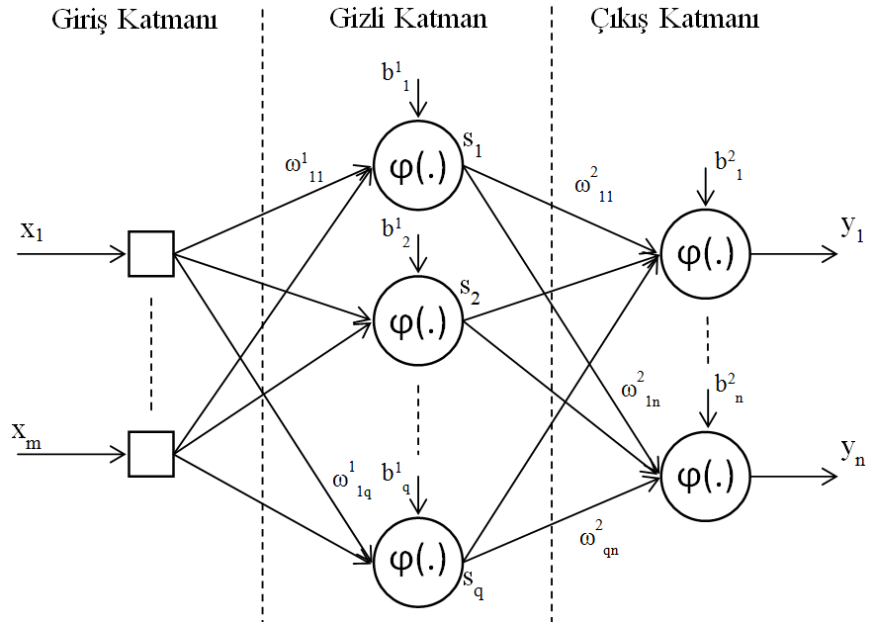 Giriş Katmanı
Gizli Katman
Çıkış Katmanı
b¹₁
s₁
φ(.)
ω¹₁₁
ω²₁₁
b²₁
x₁
b¹₂
s₂
φ(.)
φ(.)
y₁
ω²₁ₙ
b²ₙ
xₘ
ω¹₁q
b¹q
φ(.)
yₙ
φ(.)
sq
ω²qₙ